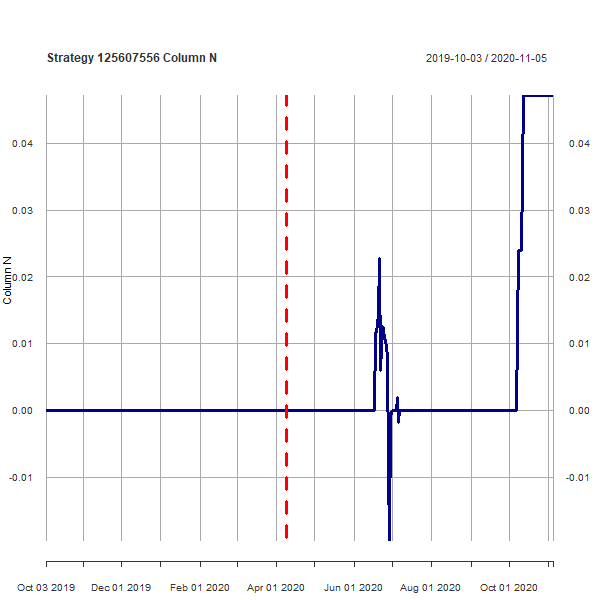 Strategy 125607556 Column N
2019-10-03 / 2020-11-05
0.04
0.04
0.03
0.03
0.02
0.02
Column N
0.01
0.01
0.00
0.00
-0.01
-0.01
Oct 03 2019
Dec 01 2019
Feb 01 2020
Apr 01 2020
Jun 01 2020
Aug 01 2020
Oct 01 2020